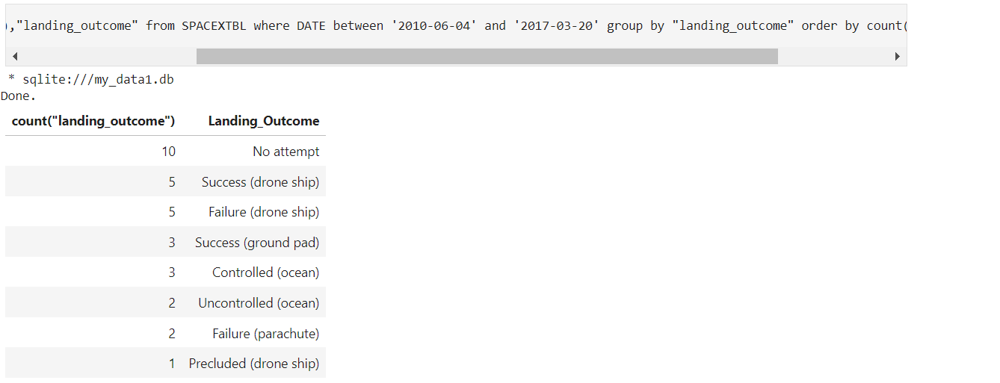 ),"landing_outcome" from SPACEXTBL where DATE between '2010-06-04' and '2017-03-20' group by "landing_outcome" order by count(
* sqlite:///my_data1.db
Done.
count("landing_outcome") Landing_Outcome
10 No attempt
5 Success (drone ship)
5 Failure (drone ship)
3 Success (ground pad)
3 Controlled (ocean)
2 Uncontrolled (ocean)
2 Failure (parachute)
1 Precluded (drone ship)